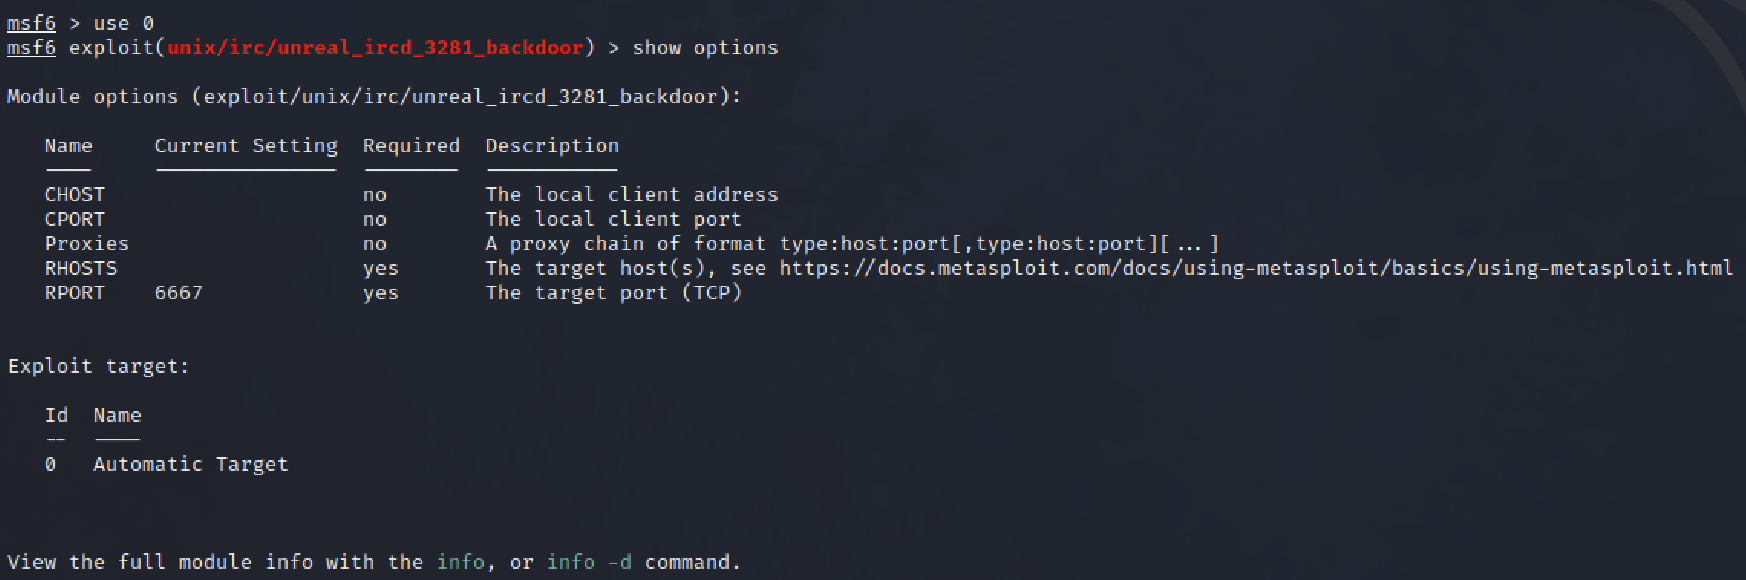 msf6 > use 0
msf6 exploit(unix/irc/unreal_ircd_3281_backdoor) > show options
Module options (exploit/unix/irc/unreal_ircd_3281_backdoor):
Name Current Setting Required Description
---- --------------- -------- -----------
CHOST no The local client address
CPORT no The local client port
Proxies no A proxy chain of format type:host:port[,type:host:port][...]
RHOSTS yes The target host(s), see https://docs.metasploit.com/docs/using-metasploit/basics/using-metasploit.html
RPORT 6667 yes The target port (TCP)
Exploit target:
Id Name
-- ----
0 Automatic Target
View the full module info with the info, or info -d command.